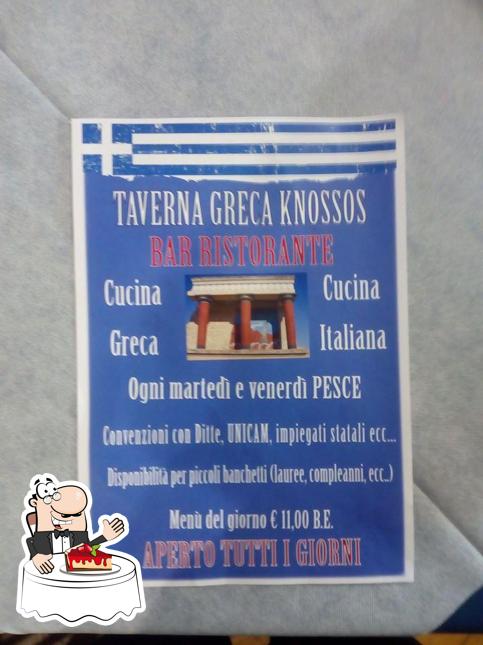 TAVERNA GRECA KNOSSOS
BAR RISTORANTE
Cucina Cucina
Greca Italiana
Ogni martedì e venerdì PESCE
Convenzioni con Ditte, UNICAM, impiegati statali ecc...
Disponibilità per piccoli banchetti (lauree, compleanni, ecc..)
Menù del giorno € 11,00 B.E.
APERTO TUTTI I GIORNI